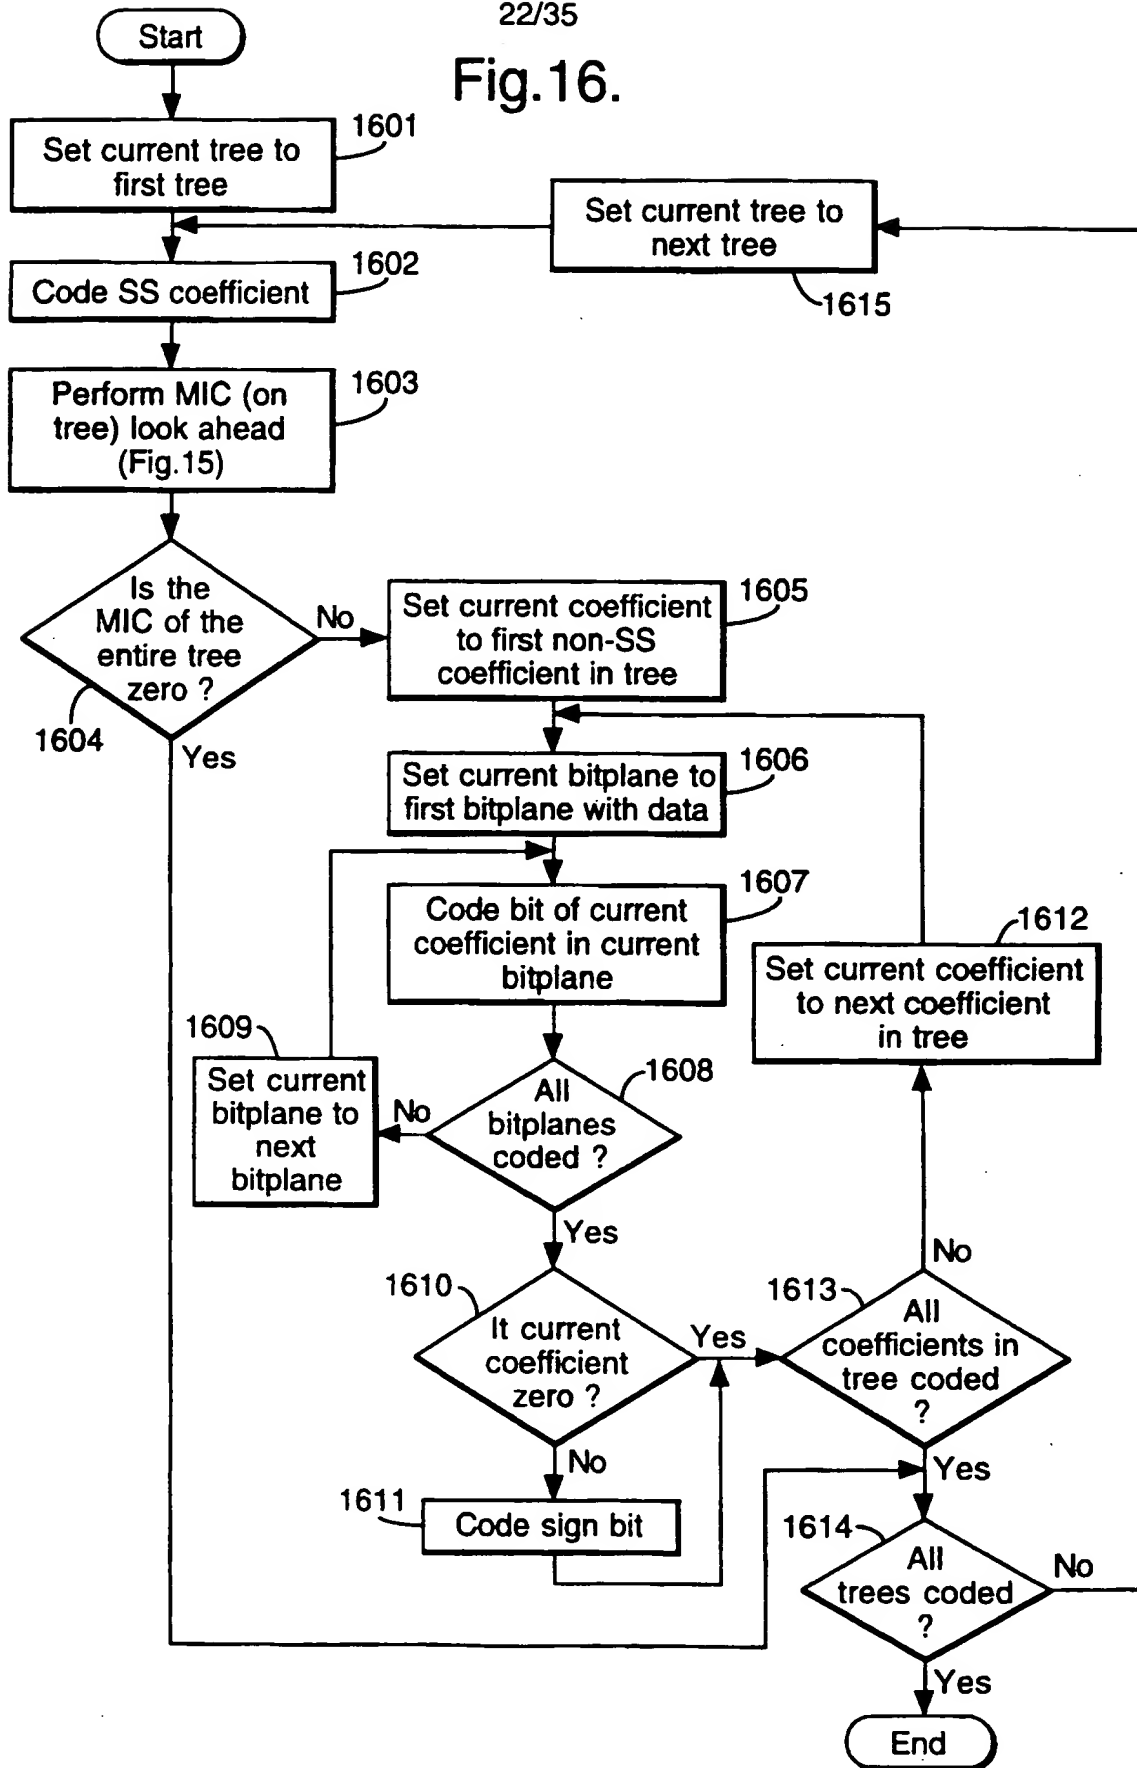 22/35
Fig.16.
Start
Set current tree to
first tree
1601
Set current tree to
next tree
1615
Code SS coefficient
1602
Perform MIC (on
tree) look ahead
(Fig.15)
1603
Is the
MIC of the
entire tree
zero ?
1604
No
Yes
Set current coefficient
to first non-SS
coefficient in tree
1605
Set current bitplane to
first bitplane with data
1606
Code bit of current
coefficient in current
bitplane
1607
All
bitplanes
coded ?
1608
No
Yes
1609
Set current
bitplane to
next
bitplane
1610
It current
coefficient
zero ?
Yes
No
1611
Code sign bit
1612
Set current coefficient
to next coefficient
in tree
No
1613
All
coefficients in
tree coded
?
Yes
1614
All
trees coded
?
No
Yes
End